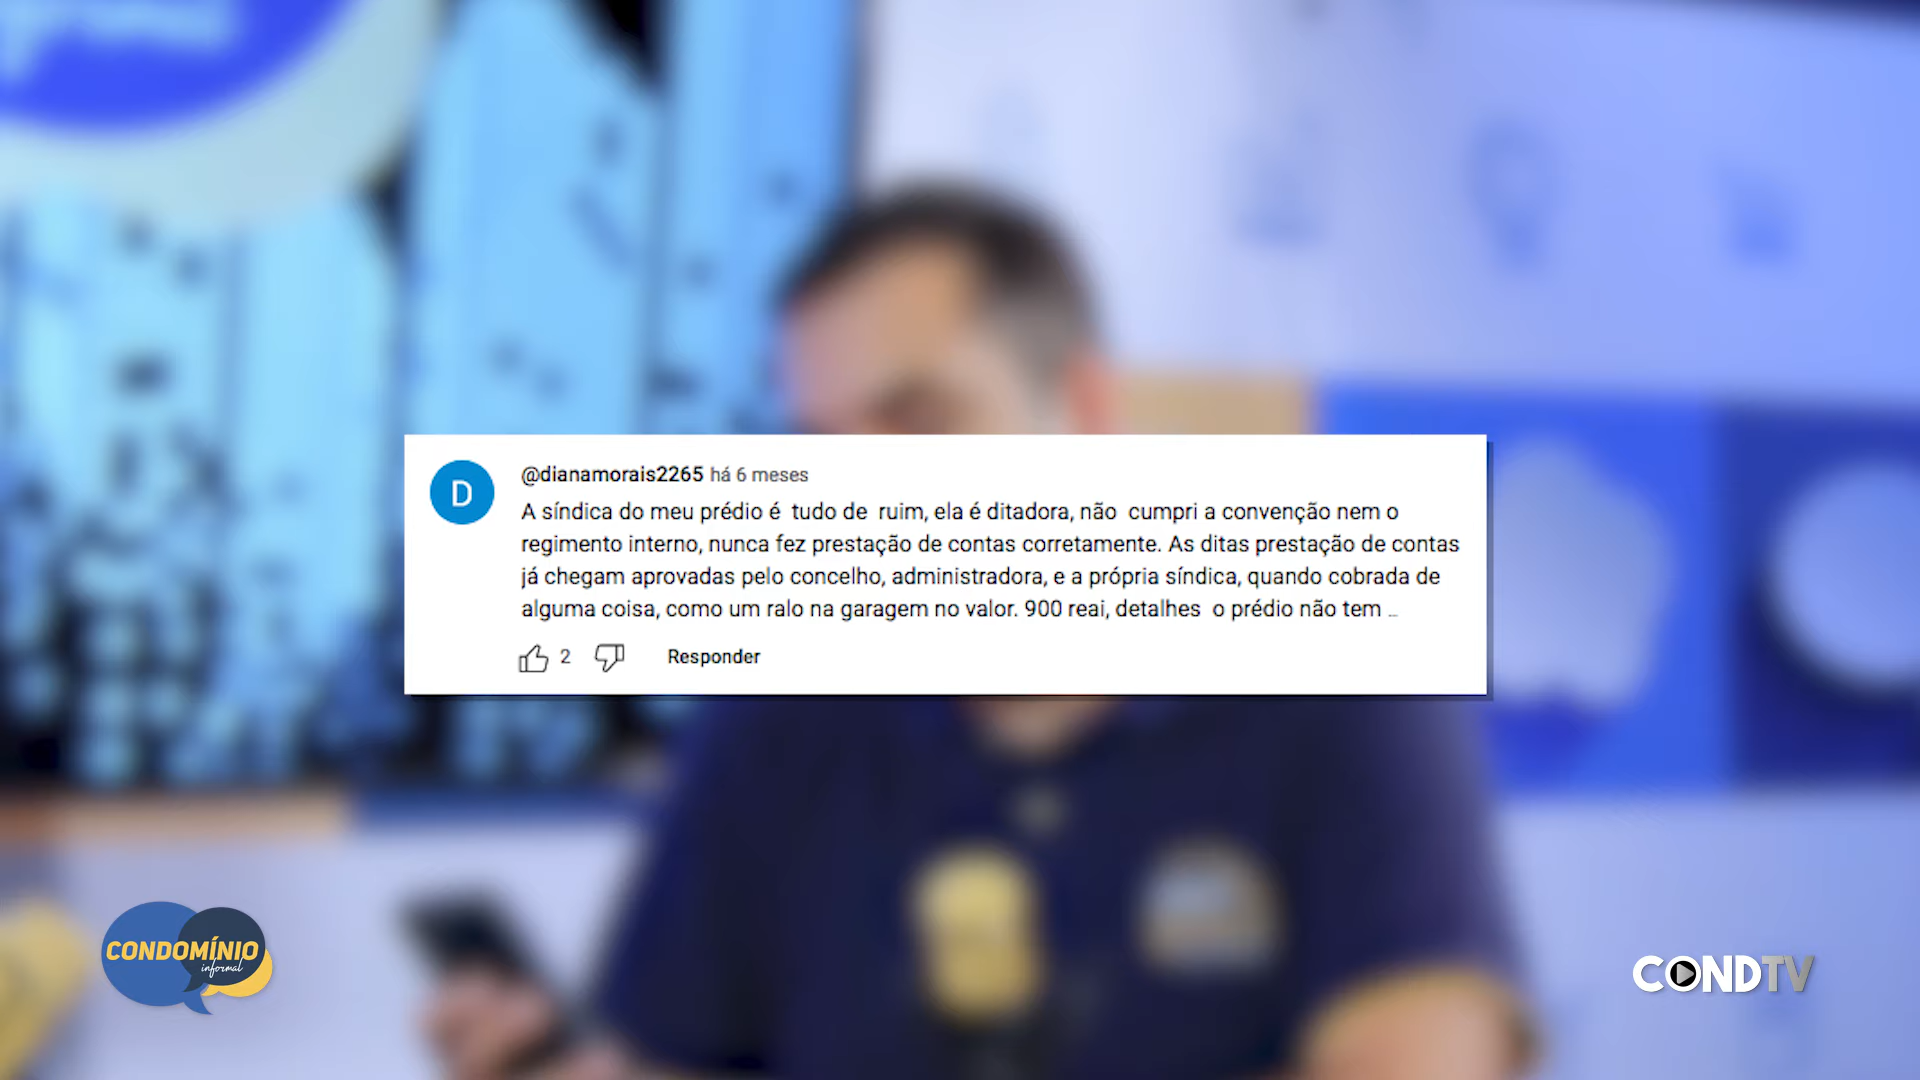 D
@dianamorais2265 há 6 meses
A síndica do meu prédio é  tudo de  ruim, ela é ditadora, não  cumpri a convenção nem o
regimento interno, nunca fez prestação de contas corretamente. As ditas prestação de contas
já chegam aprovadas pelo concelho, administradora, e a própria síndica, quando cobrada de
alguma coisa, como um ralo na garagem no valor. 900 reai, detalhes  o prédio não tem ...
2
Responder
CONDOMÍNIO
informal
CONDTV